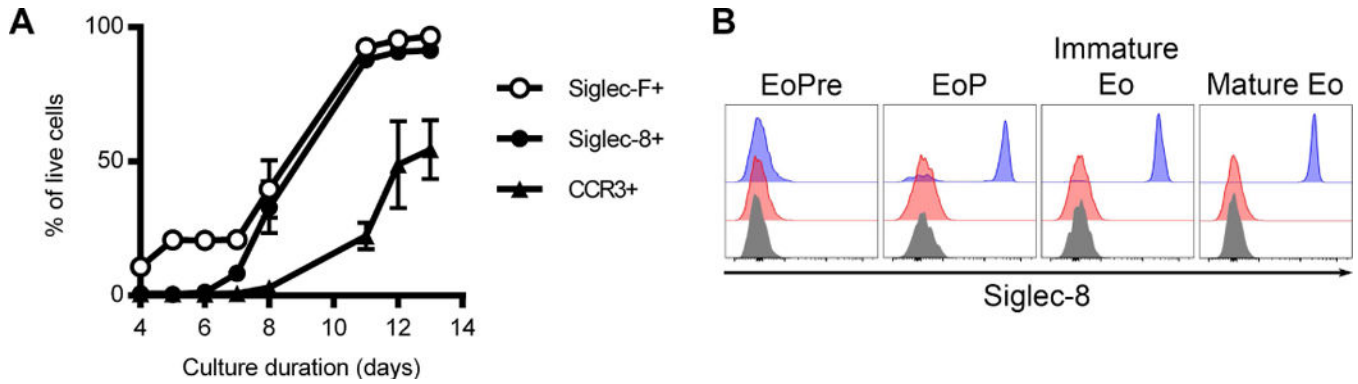 A
% of live cells
100
50
0
4 6 8 10 12 14
Culture duration (days)
Siglec-F+
Siglec-8+
CCR3+
B
EoPre
EoP
Immature
Eo
Mature Eo
Siglec-8